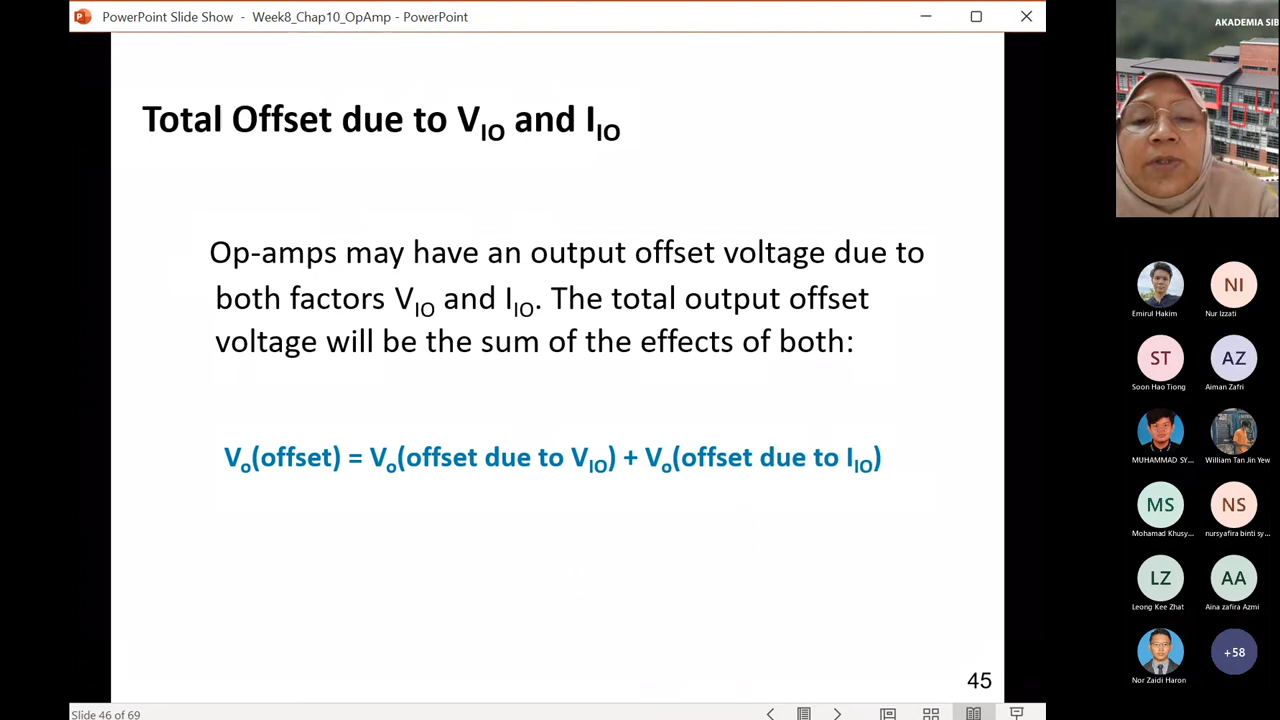 PowerPoint Slide Show - Week8_Chap10_OpAmp - PowerPoint
AKADEMIA SIB
Total Offset due to VIO and IIO
Op-amps may have an output offset voltage due to
both factors VIO and IIO. The total output offset
voltage will be the sum of the effects of both:
Vo(offset) = Vo(offset due to VIO) + Vo(offset due to IIO)
45
Slide 46 of 69
Emirul Hakim
NI
Nur Izzati
ST
Soon Hao Tiong
AZ
Aiman Zafri
MUHAMMAD SY...
William Tan Jin Yew
MS
Mohamad Khusy...
NS
nursyafira binti sy...
LZ
Leong Kee Zhat
AA
Aina zafira Azmi
Nor Zaidi Haron
+58